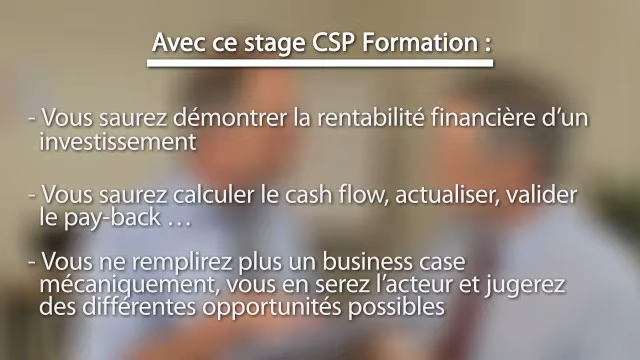 Avec ce stage CSP Formation :
- Vous saurez démontrer la rentabilité financière d'un
investissement
- Vous saurez calculer le cash flow, actualiser, valider
le pay-back …
- Vous ne remplirez plus un business case
mécaniquement, vous en serez l'acteur et jugerez
des différentes opportunités possibles